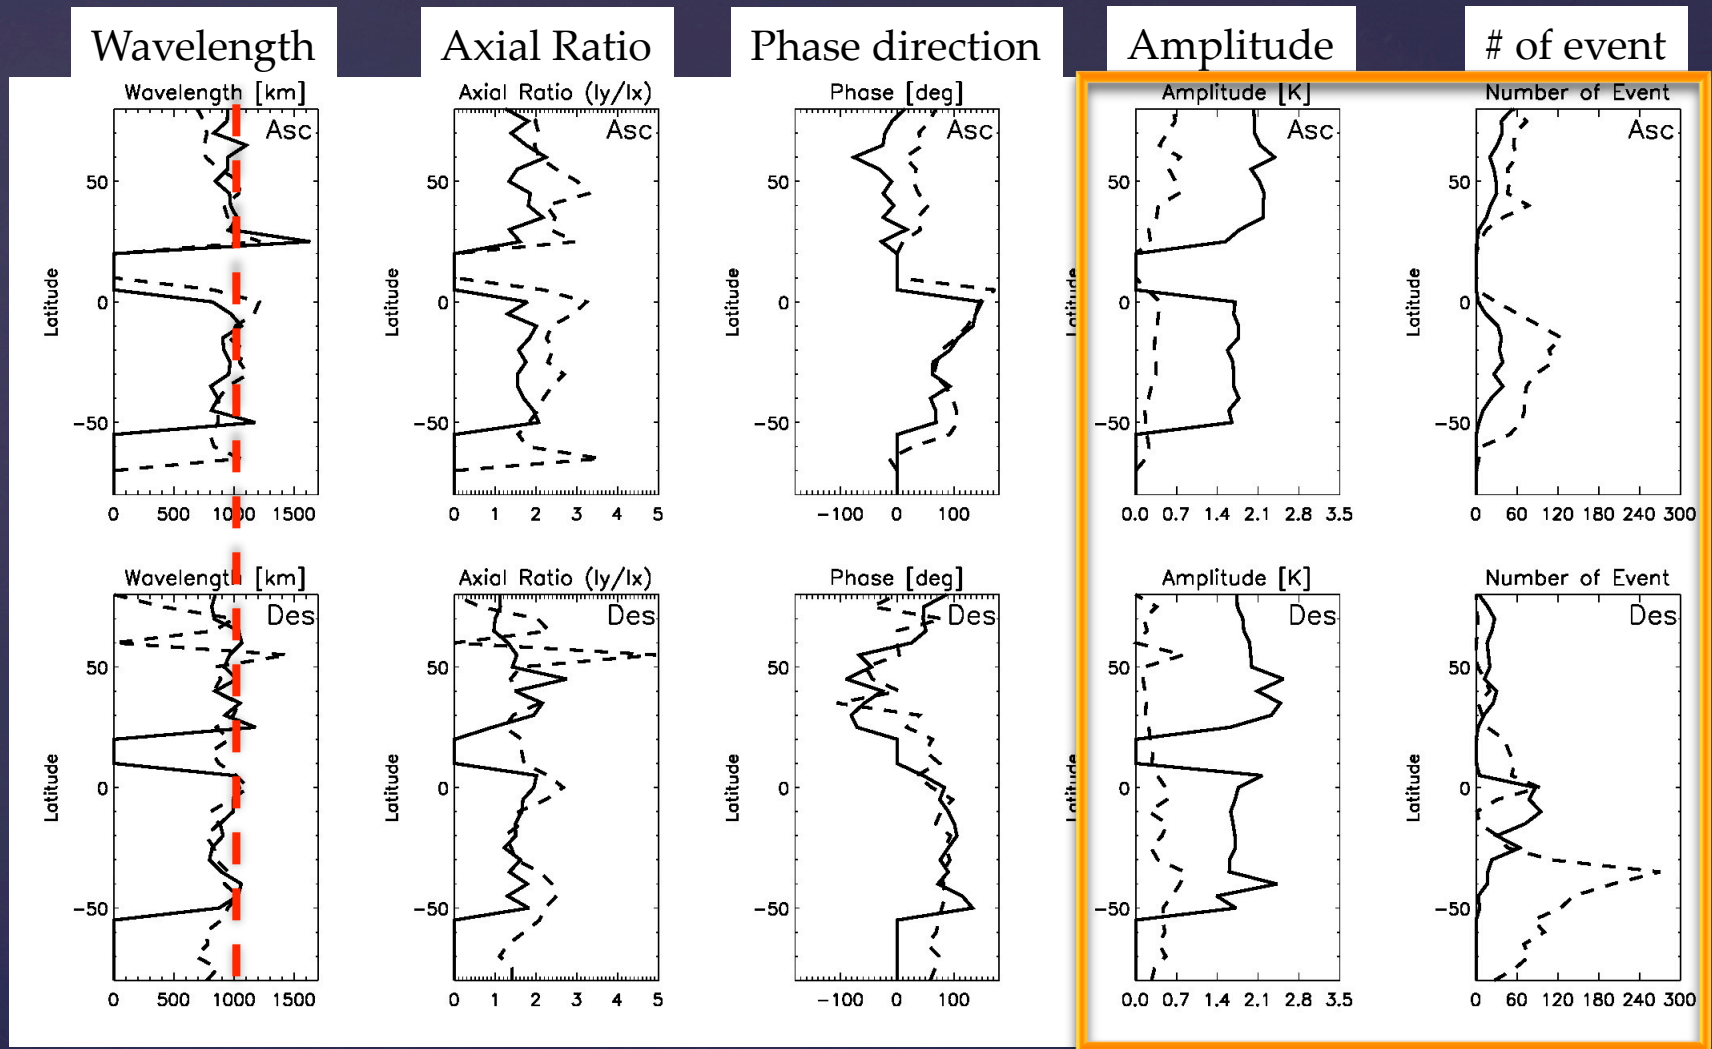 Wavelength Axial Ratio Phase direction Amplitude # of event
Wavelength [km] Axial Ratio (ly/lx) Phase [deg] Amplitude [K] Number of Event
Asc Asc Asc Asc Asc
50 50 50 50
0 0 0 0 0
-50 -50 -50 -50 -50
Latitude Latitude Latitude Latitude Latitude
0 500 1000 1500 0 1 2 3 4 5 -100 0 100 0.0 0.7 1.4 2.1 2.8 3.5 0 60 120 180 240 300
Wavelength [km] Axial Ratio (ly/lx) Phase [deg] Amplitude [K] Number of Event
Des Des Des Des Des
50 50 50 50 50
0 0 0 0 0
-50 -50 -50 -50 -50
Latitude Latitude Latitude Latitude Latitude
0 500 1000 1500 0 1 2 3 4 5 -100 0 100 0.0 0.7 1.4 2.1 2.8 3.5 0 60 120 180 240 300